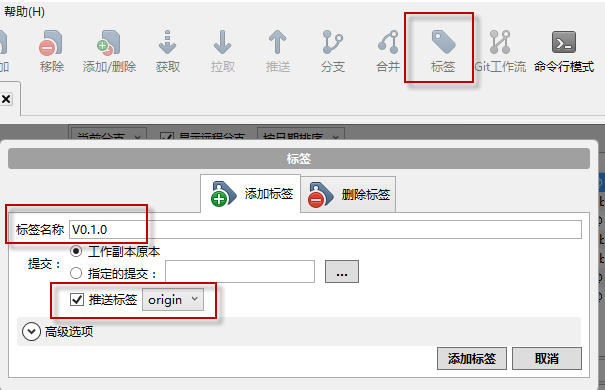 帮助(H)
加 移除 添加/删除 获取 拉取 推送 分支 合并 标签 Git工作流 命令行模式
当前分支 显示远程分支 按日期排序
标签
添加标签 删除标签
标签名称 V0.1.0
提交： 工作副本原本
指定的提交： ...
推送标签 origin
高级选项
添加标签 取消